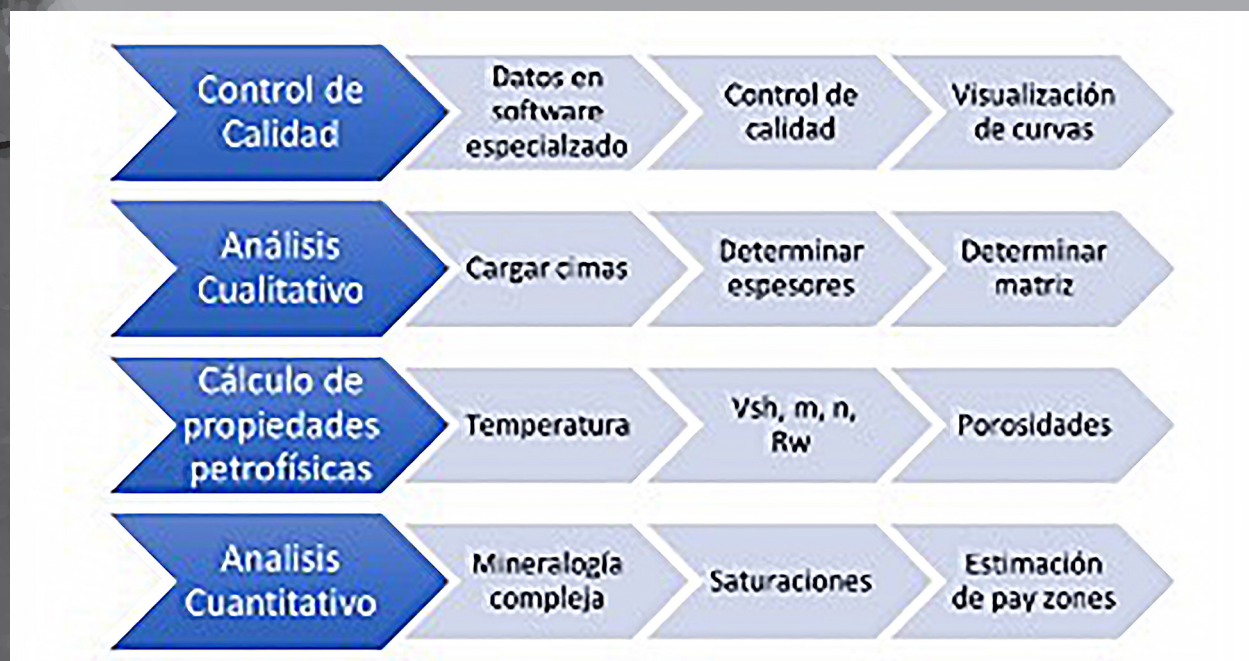 Control de
Calidad
Datos en
software
especialzado
Control de
calidad
Visualización
de curvas
Análisis
Cualitativo
Cargar cimas
Determinar
espesores
Determinar
matriz
Cálculo de
propiedades
petrofísicas
Temperatura
Vsh, m, n,
Rw
Porosidades
Analisis
Cuantitativo
Mineralogía
compleja
Saturaciones
Estimación
de pay zones